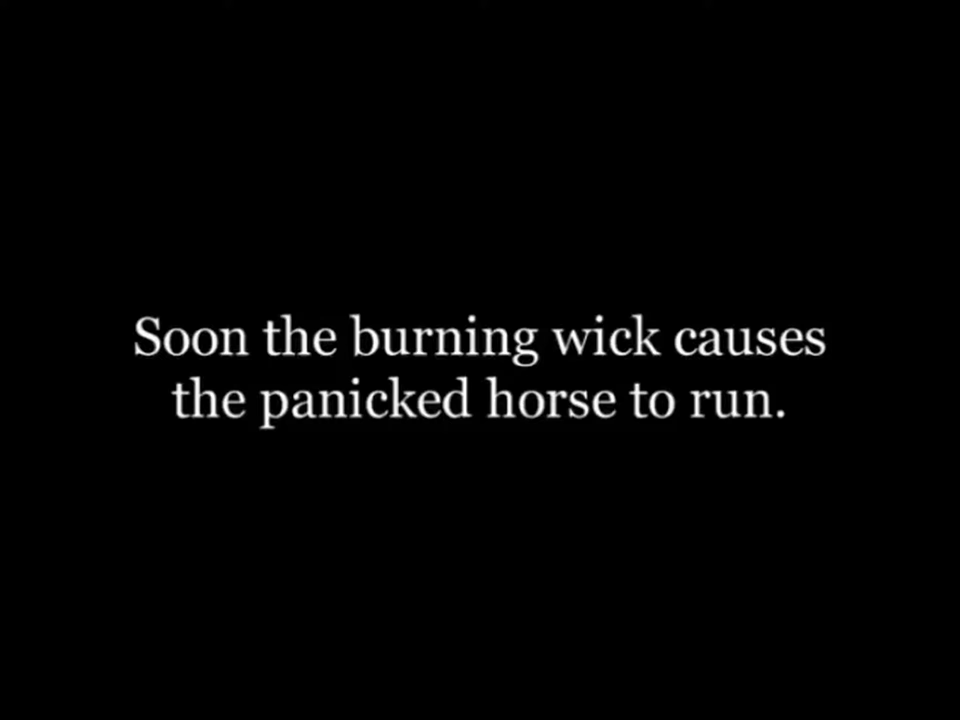 Soon the burning wick causes
the panicked horse to run.